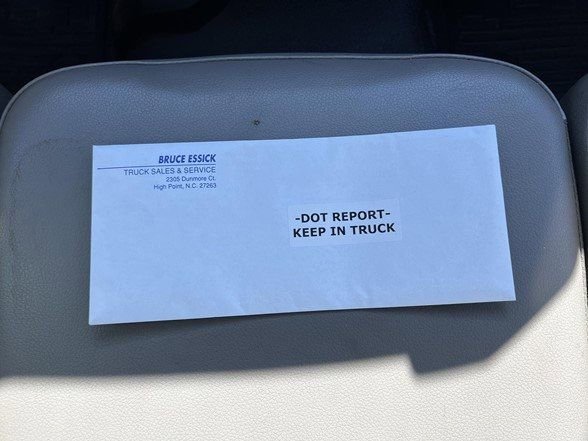 BRUCE ESSICK
TRUCK SALES & SERVICE
2305 Dunmore Ct.
High Point, N.C. 27263
-DOT REPORT-
KEEP IN TRUCK